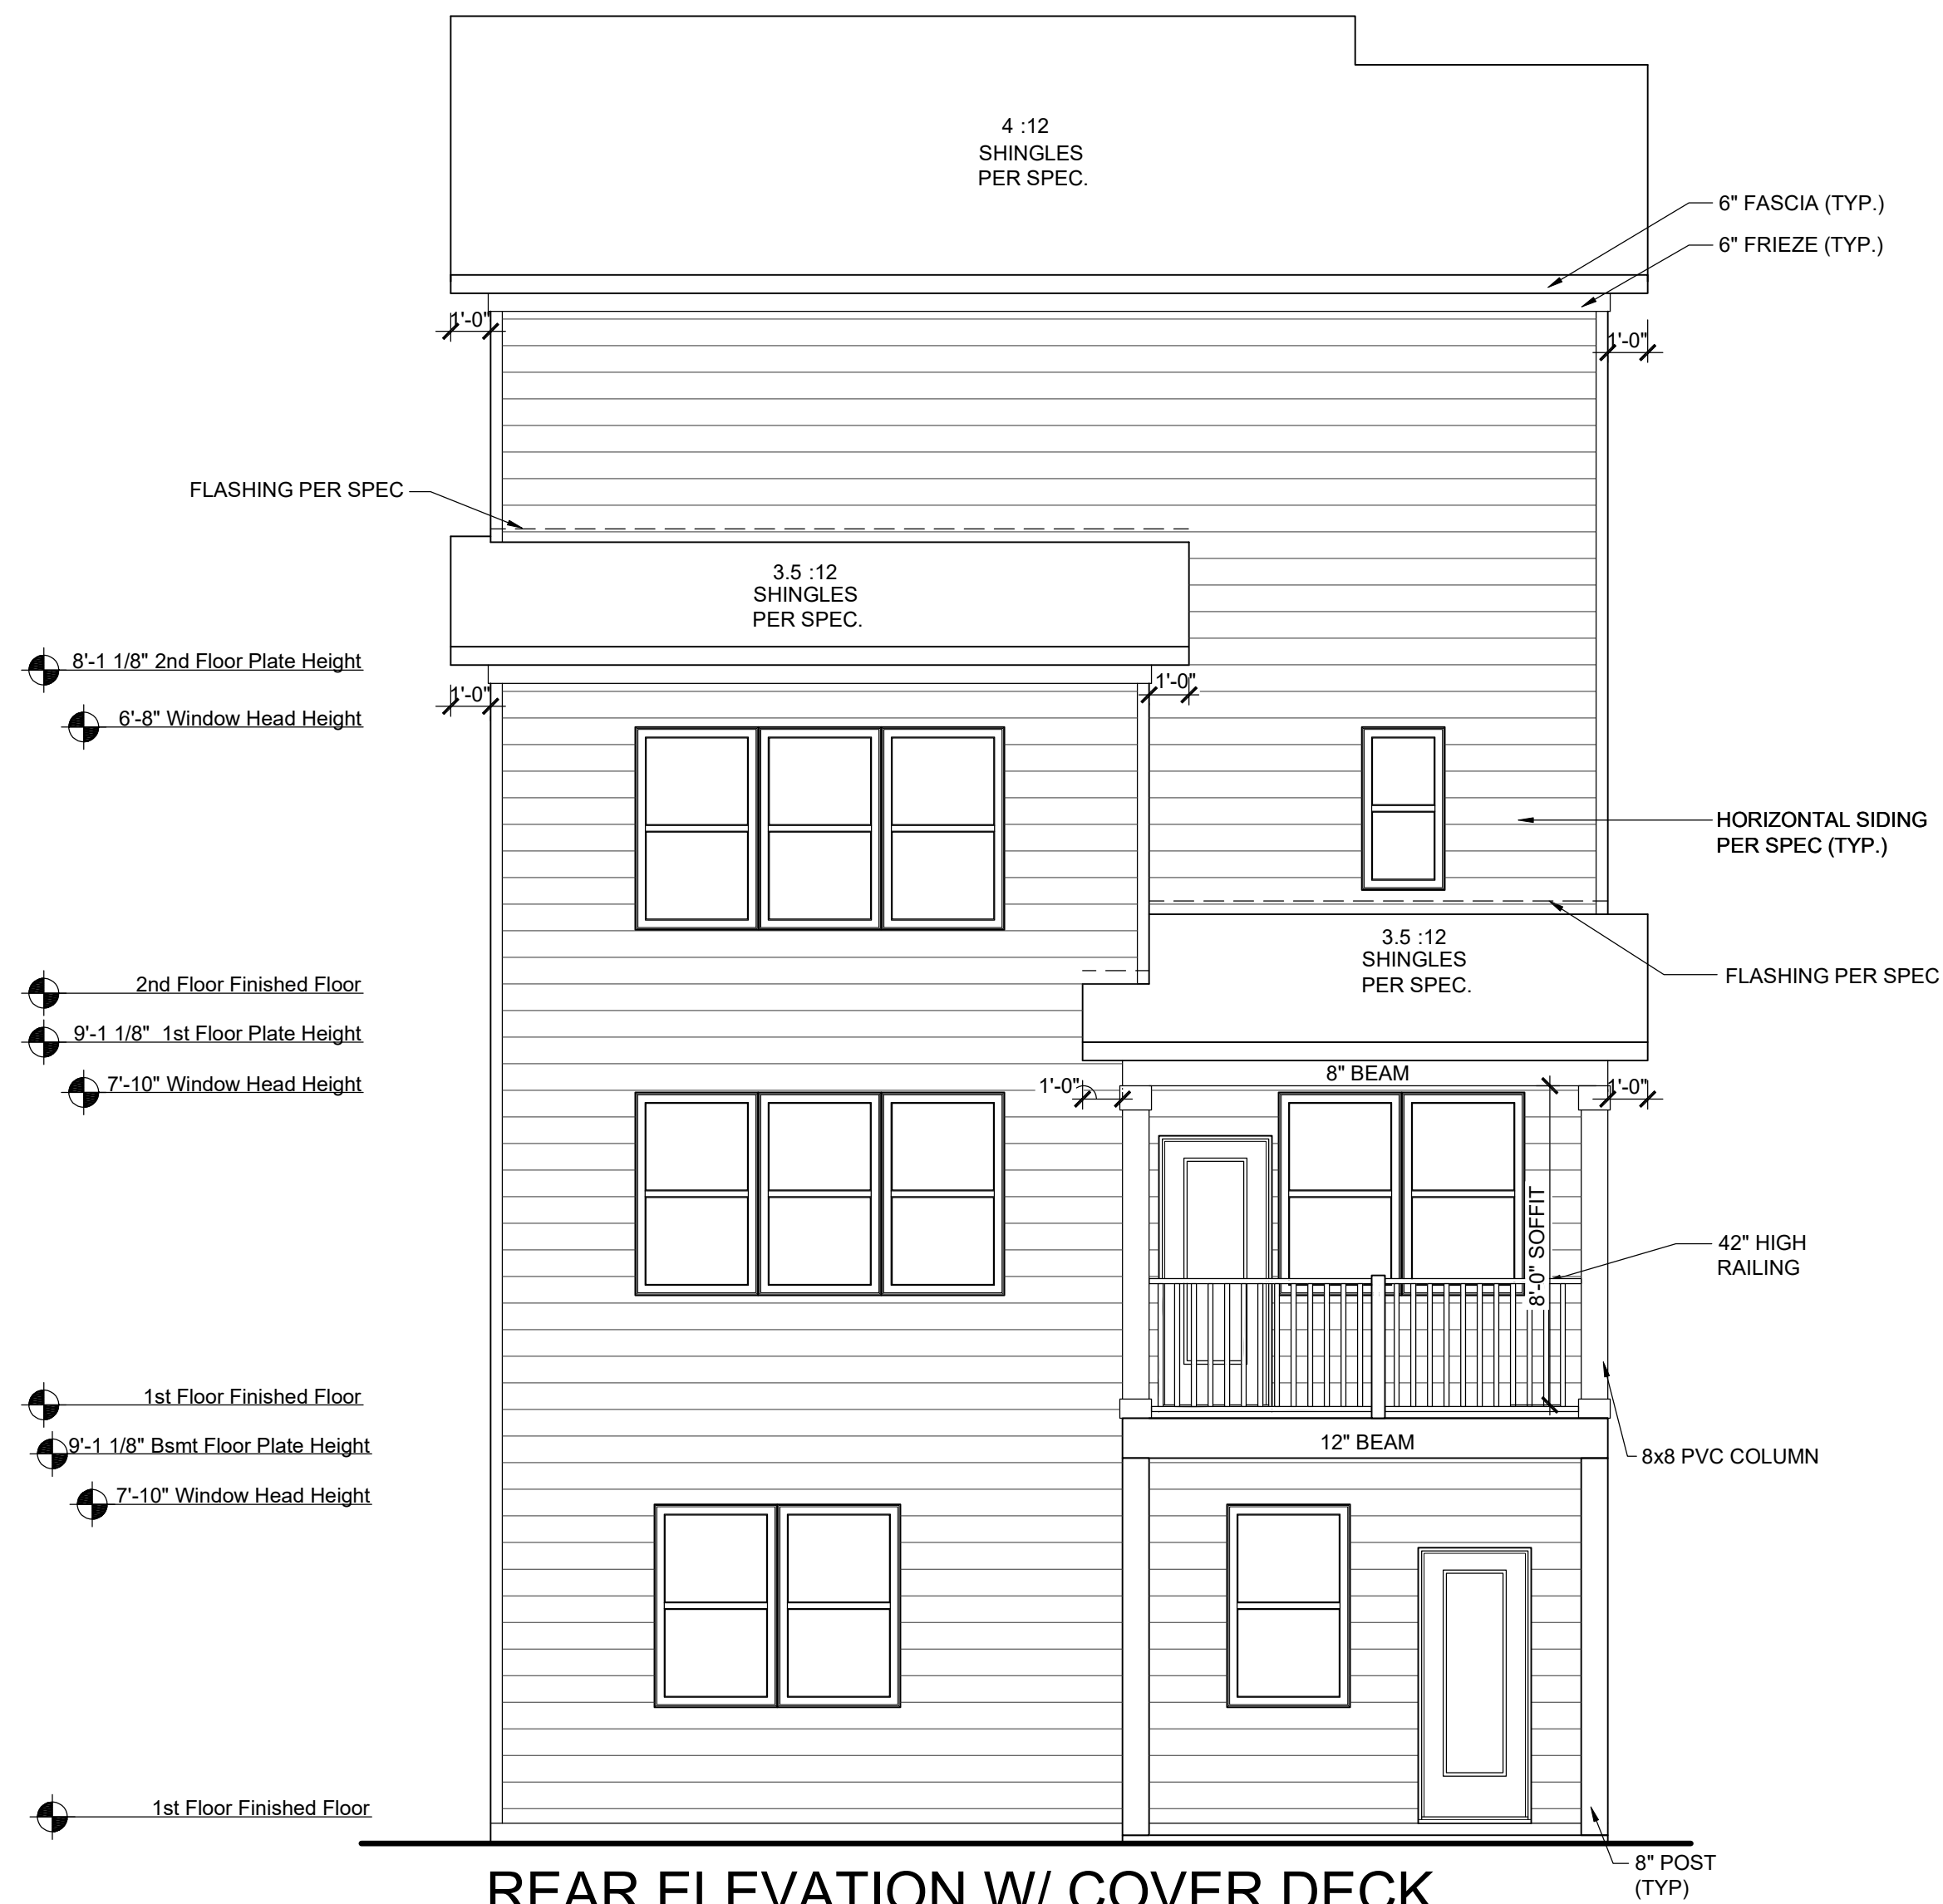 4 :12
SHINGLES
PER SPEC.
6" FASCIA (TYP.)
6" FRIEZE (TYP.)
1'-0"
1'-0"
FLASHING PER SPEC
3.5 :12
SHINGLES
PER SPEC.
8'-1 1/8" 2nd Floor Plate Height
1'-0"
1'-0"
6'-8" Window Head Height
HORIZONTAL SIDING
PER SPEC (TYP.)
3.5 :12
SHINGLES
PER SPEC.
FLASHING PER SPEC
2nd Floor Finished Floor
9'-1 1/8" 1st Floor Plate Height
8" BEAM
7'-10" Window Head Height
1'-0"
1'-0"
8'-0" SOFFIT
42" HIGH
RAILING
1st Floor Finished Floor
9'-1 1/8" Bsmt Floor Plate Height
12" BEAM
8x8 PVC COLUMN
7'-10" Window Head Height
1st Floor Finished Floor
8" POST
(TYP)
REAR ELEVATION W/ COVER DECK